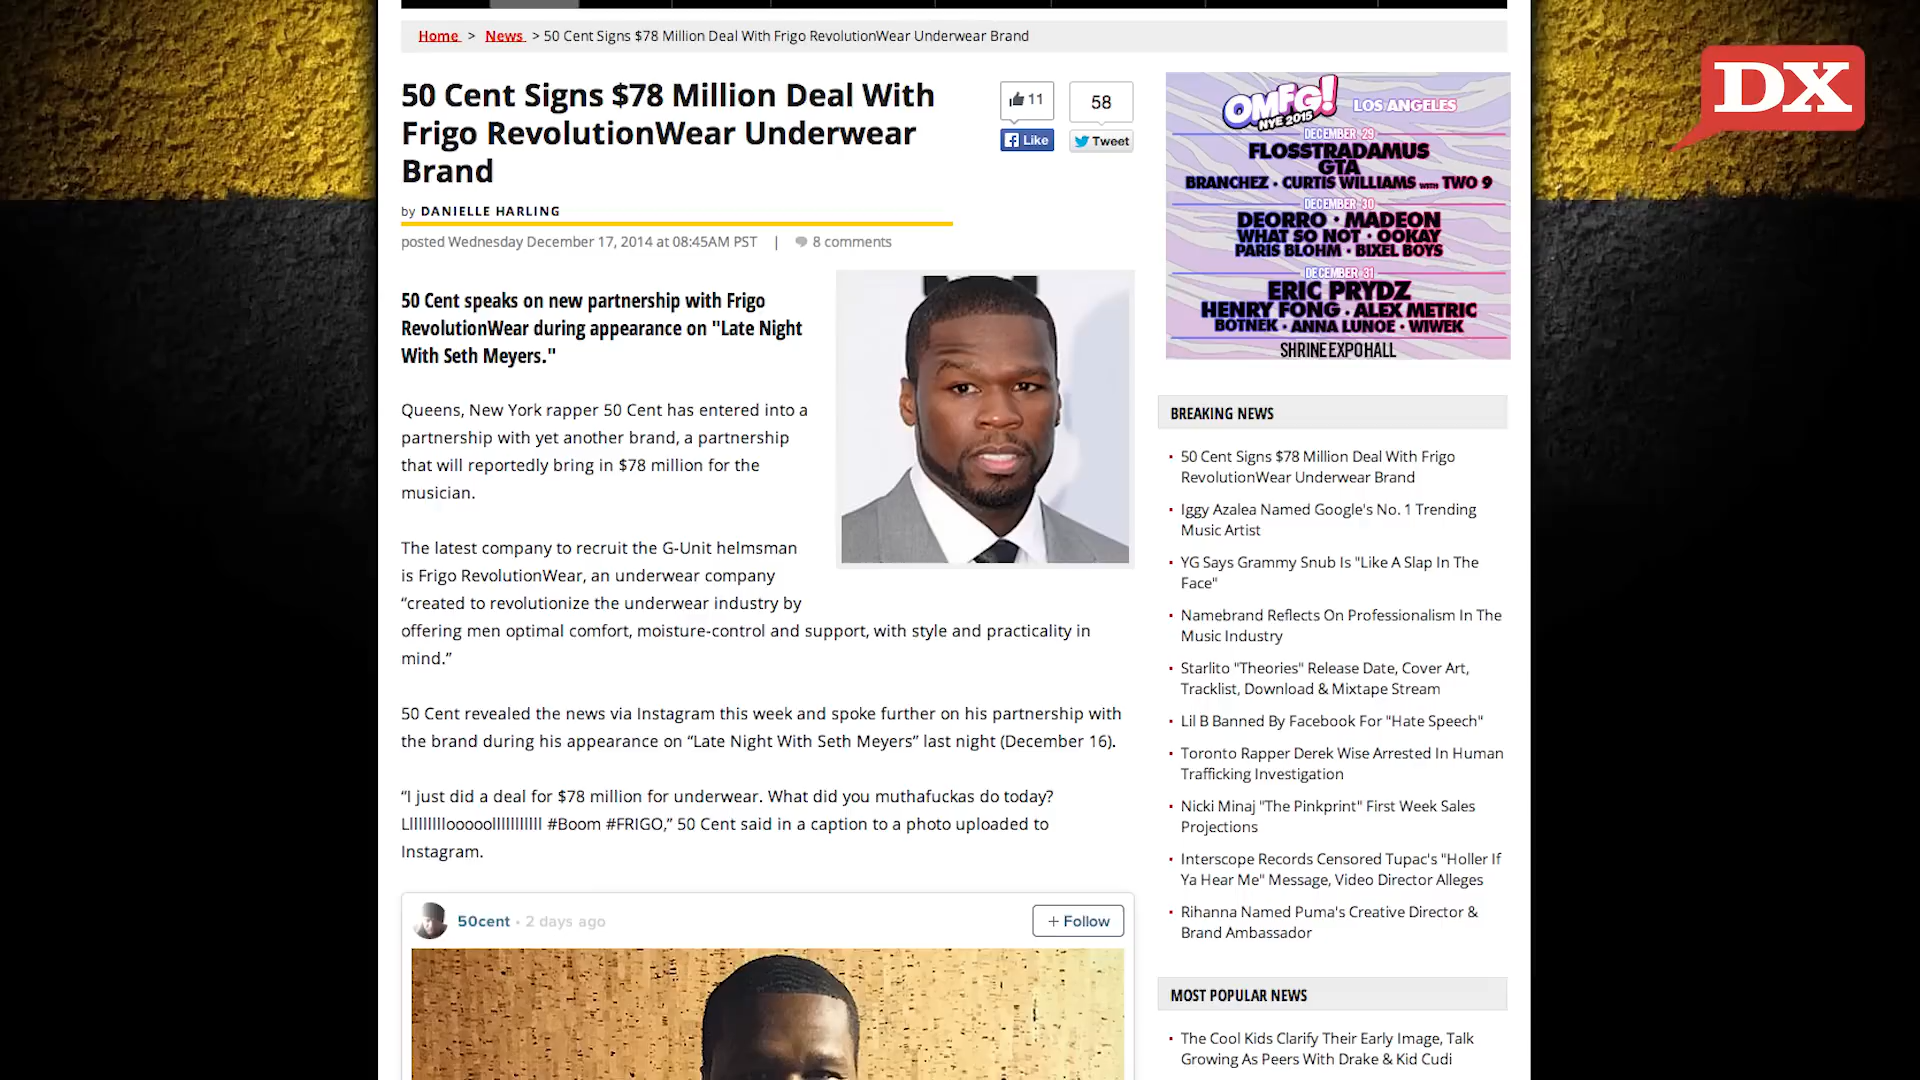 Home > News > 50 Cent Signs $78 Million Deal With Frigo RevolutionWear Underwear Brand
50 Cent Signs $78 Million Deal With
Frigo RevolutionWear Underwear
Brand
by DANIELLE HARLING
posted Wednesday December 17, 2014 at 08:45AM PST | 8 comments
11
Like
58
Tweet
50 Cent speaks on new partnership with Frigo
RevolutionWear during appearance on "Late Night
With Seth Meyers."
Queens, New York rapper 50 Cent has entered into a
partnership with yet another brand, a partnership
that will reportedly bring in $78 million for the
musician.
The latest company to recruit the G-Unit helmsman
is Frigo RevolutionWear, an underwear company
“created to revolutionize the underwear industry by
offering men optimal comfort, moisture-control and support, with style and practicality in
mind.”
50 Cent revealed the news via Instagram this week and spoke further on his partnership with
the brand during his appearance on “Late Night With Seth Meyers” last night (December 16).
“I just did a deal for $78 million for underwear. What did you muthafuckas do today?
Lllllllllooooolllllllllll #Boom #FRIGO,” 50 Cent said in a caption to a photo uploaded to
Instagram.
50cent • 2 days ago
+ Follow
OMFG!
NYE 2015
LOS ANGELES
DECEMBER 29
FLOSSTRADAMUS
GTA
BRANCHEZ • CURTIS WILLIAMS WITH TWO 9
DECEMBER 30
DEORRO • MADEON
WHAT SO NOT • OOKAY
PARIS BLOHM • BIXEL BOYS
DECEMBER 31
ERIC PRYDZ
HENRY FONG • ALEX METRIC
BOTNEK • ANNA LUNOE • WIWEK
SHRINE EXPO HALL
DX
BREAKING NEWS
50 Cent Signs $78 Million Deal With Frigo
RevolutionWear Underwear Brand
Iggy Azalea Named Google's No. 1 Trending
Music Artist
YG Says Grammy Snub Is "Like A Slap In The
Face"
Namebrand Reflects On Professionalism In The
Music Industry
Starlito "Theories" Release Date, Cover Art,
Tracklist, Download & Mixtape Stream
Lil B Banned By Facebook For "Hate Speech"
Toronto Rapper Derek Wise Arrested In Human
Trafficking Investigation
Nicki Minaj "The Pinkprint" First Week Sales
Projections
Interscope Records Censored Tupac's "Holler If
Ya Hear Me" Message, Video Director Alleges
Rihanna Named Puma's Creative Director &
Brand Ambassador
MOST POPULAR NEWS
The Cool Kids Clarify Their Early Image, Talk
Growing As Peers With Drake & Kid Cudi